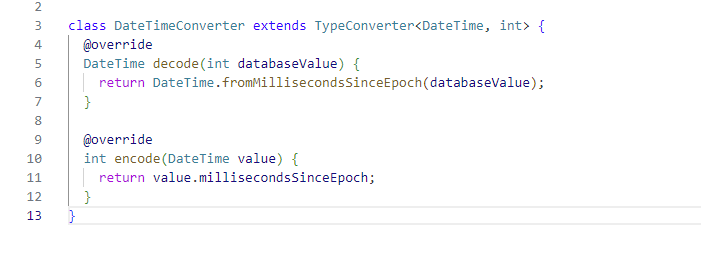 2
3 class DateTimeConverter extends TypeConverter<DateTime, int> {
4 @override
5 DateTime decode(int databaseValue) {
6 return DateTime.fromMillisecondsSinceEpoch(databaseValue);
7 }
8
9 @override
10 int encode(DateTime value) {
11 return value.millisecondsSinceEpoch;
12 }
13 }